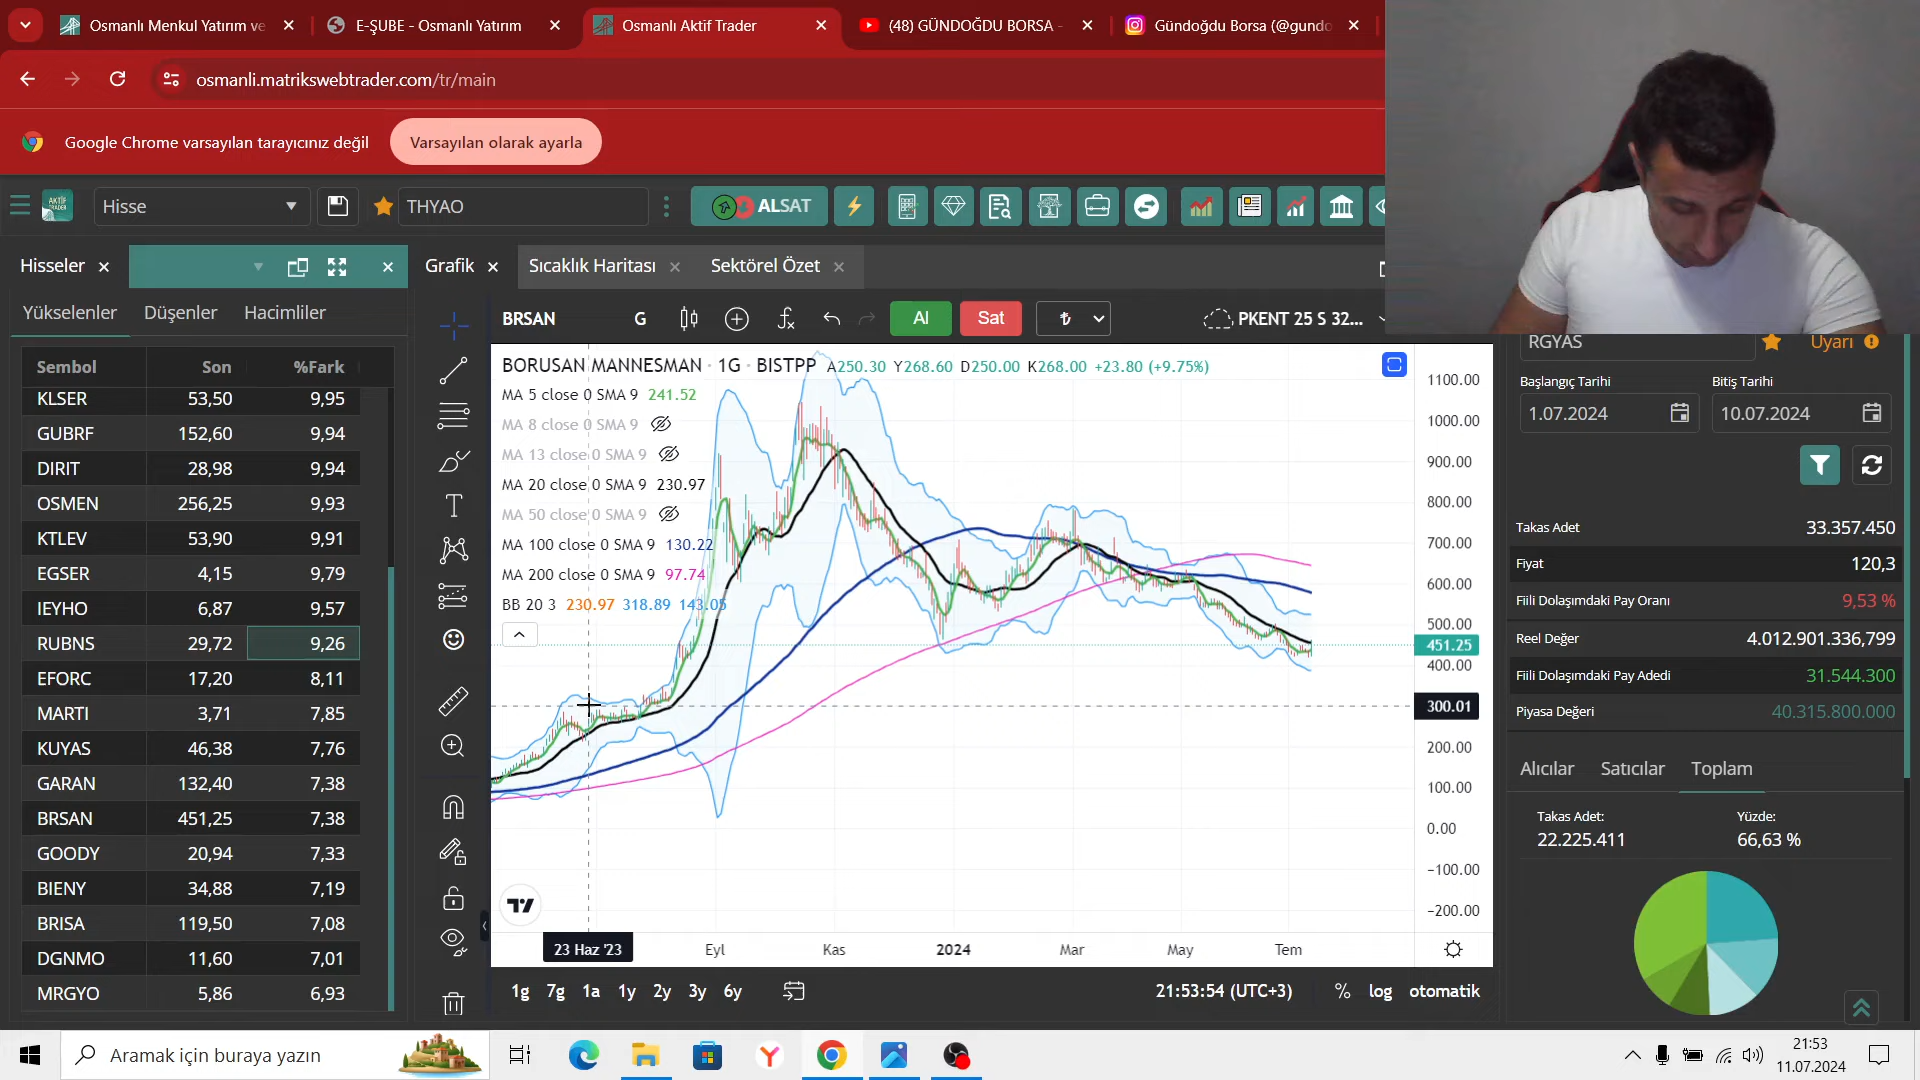 Osmanlı Menkul Yatırım ve
E-ŞUBE - Osmanlı Yatırım
Osmanlı Aktif Trader
(48) GÜNDOĞDU BORSA -
Gündoğdu Borsa (@gundo
osmanli.matrikswebtrader.com/tr/main
Google Chrome varsayılan tarayıcınız değil
Varsayılan olarak ayarla
AKTİF TRADER
Hisse
THYAO
ALSAT
Hisseler
Grafik
Sıcaklık Haritası
Sektörel Özet
Yükselenler Düşenler Hacimliler
Sembol Son %Fark
KLSER 53,50 9,95
GUBRF 152,60 9,94
DIRIT 28,98 9,94
OSMEN 256,25 9,93
KTLEV 53,90 9,91
EGSER 4,15 9,79
IEYHO 6,87 9,57
RUBNS 29,72 9,26
EFORC 17,20 8,11
MARTI 3,71 7,85
KUYAS 46,38 7,76
GARAN 132,40 7,38
BRSAN 451,25 7,38
GOODY 20,94 7,33
BIENY 34,88 7,19
BRISA 119,50 7,08
DGNMO 11,60 7,01
MRGYO 5,86 6,93
BRSAN G Al Sat ₺ PKENT 25 S 32...
BORUSAN MANNESMAN · 1G · BISTPP A250.30 Y268.60 D250.00 K268.00 +23.80 (+9.75%)
MA 5 close 0 SMA 9 241.52
MA 8 close 0 SMA 9
MA 13 close 0 SMA 9
MA 20 close 0 SMA 9 230.97
MA 50 close 0 SMA 9
MA 100 close 0 SMA 9 130.22
MA 200 close 0 SMA 9 97.74
BB 20 3 230.97 318.89 143.05
1100.00
1000.00
900.00
800.00
700.00
600.00
500.00
451.25
400.00
300.01
200.00
100.00
0.00
−100.00
−200.00
23 Haz '23 Eyl Kas 2024 Mar May Tem
1g 7g 1a 1y 2y 3y 6y
21:53:54 (UTC+3) % log otomatik
RGYAS Uyarı
Başlangıç Tarihi Bitiş Tarihi
1.07.2024 10.07.2024
Takas Adet 33.357.450
Fiyat 120,3
Fiili Dolaşımdaki Pay Oranı 9,53 %
Reel Değer 4.012.901.336,799
Fiili Dolaşımdaki Pay Adedi 31.544.300
Piyasa Değeri 40.315.800.000
Alıcılar Satıcılar Toplam
Takas Adet: Yüzde:
22.225.411 66,63 %
Aramak için buraya yazın
21:53
11.07.2024